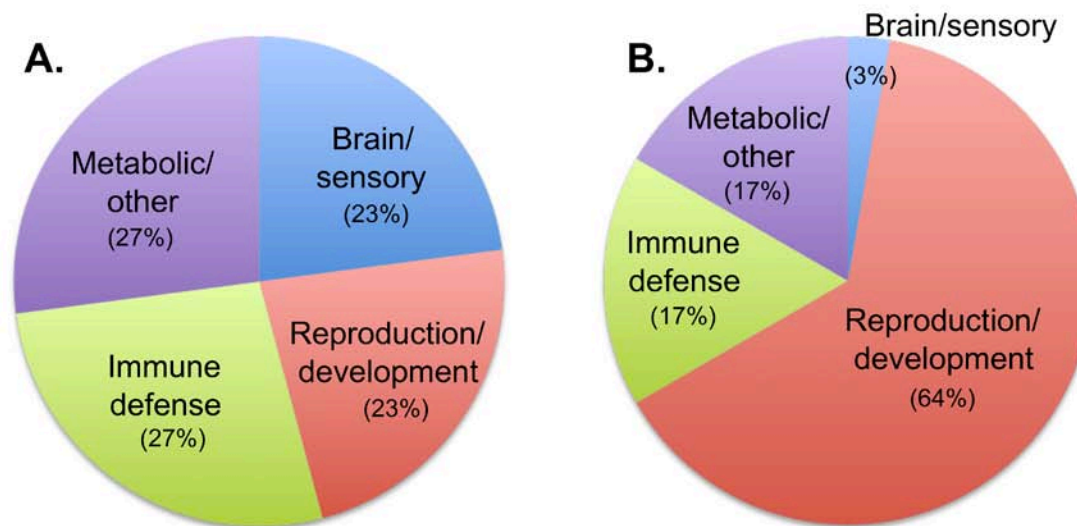 A.
Brain/
sensory
(23%)
Reproduction/
development
(23%)
Immune
defense
(27%)
Metabolic/
other
(27%)
B.
Brain/sensory
(3%)
Reproduction/
development
(64%)
Immune
defense
(17%)
Metabolic/
other
(17%)